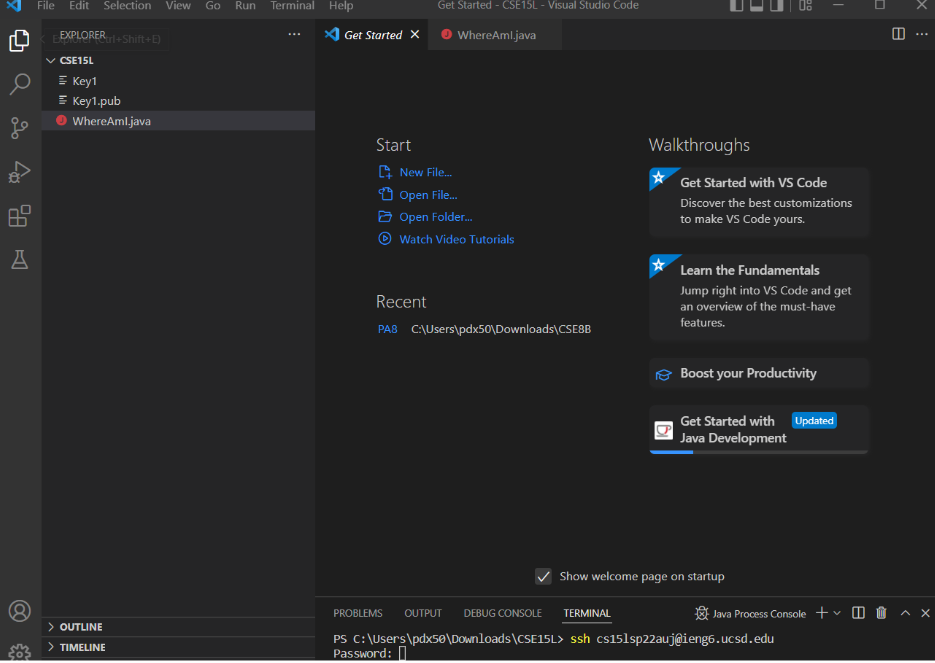 File Edit Selection View Go Run Terminal Help Get Started - CSE15L - Visual Studio Code
EXPLORER
Explorer (Ctrl+Shift+E)
Get Started WhereAmI.java
CSE15L
Key1
Key1.pub
WhereAmI.java
Start
New File...
Open File...
Open Folder...
Watch Video Tutorials
Recent
PA8 C:\Users\pdx50\Downloads\CSE8B
Walkthroughs
Get Started with VS Code
Discover the best customizations
to make VS Code yours.
Learn the Fundamentals
Jump right into VS Code and get
an overview of the must-have
features.
Boost your Productivity
Get Started with Updated
Java Development
Show welcome page on startup
OUTLINE
TIMELINE
PROBLEMS OUTPUT DEBUG CONSOLE TERMINAL Java Process Console
PS C:\Users\pdx50\Downloads\CSE15L> ssh cs15lsp22auj@ieng6.ucsd.edu
Password: